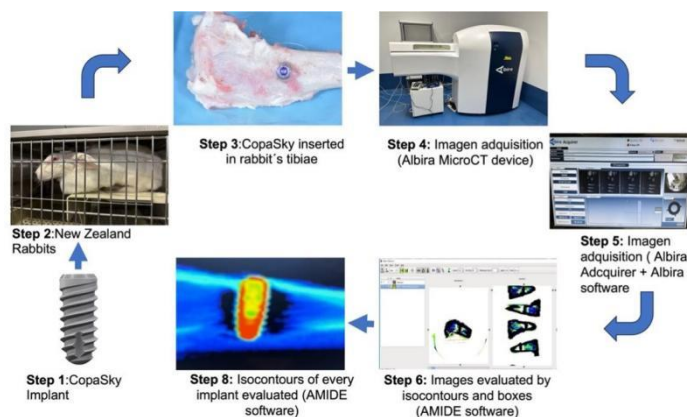 Step 3:CopaSky inserted
in rabbit´s tibiae
Step 4: Imagen adquisition
(Albira MicroCT device)
Step 2:New Zealand
Rabbits
Step 5: Imagen
adquisition ( Albira
Adcquirer + Albira
software
Step 1:CopaSky
Implant
Step 8: Isocontours of every
implant evaluated (AMIDE
software)
Step 6: Images evaluated by
isocontours and boxes
(AMIDE software)